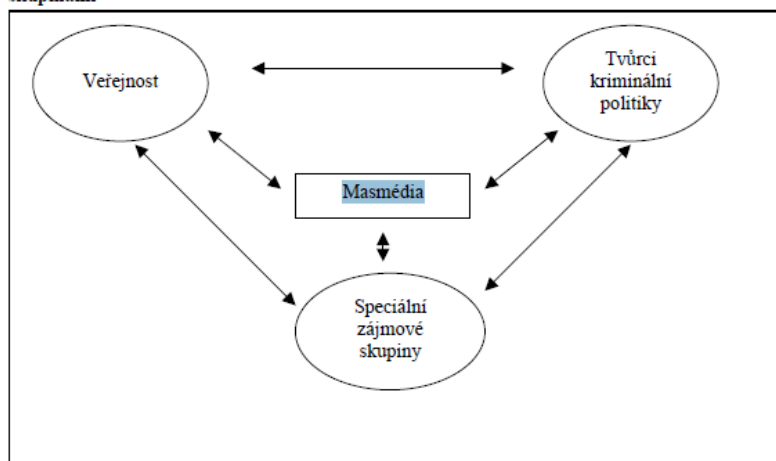 Veřejnost
Tvůrci
kriminální
politiky
Masmédia
Speciální
zájmové
skupiny